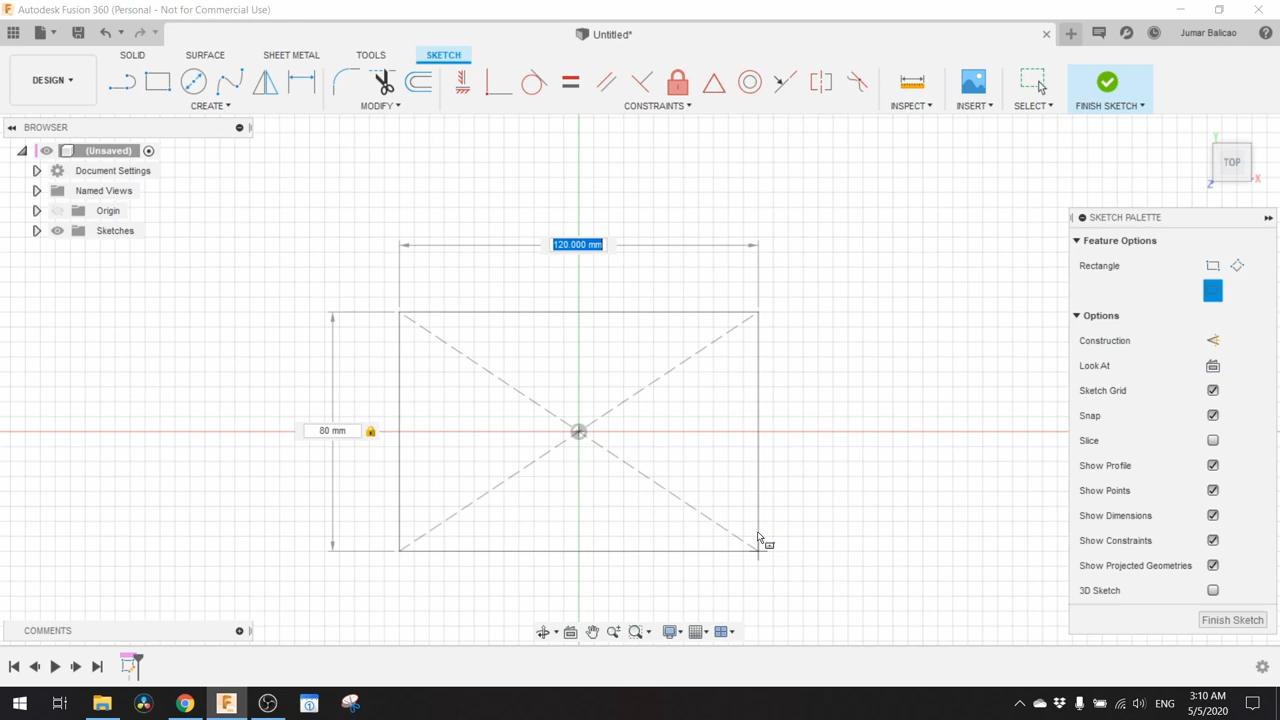 Autodesk Fusion 360 (Personal - Not for Commercial Use)
Untitled*
Jumar Balicao
SOLID SURFACE SHEET METAL TOOLS SKETCH
DESIGN
CREATE MODIFY CONSTRAINTS INSPECT INSERT SELECT FINISH SKETCH
BROWSER
(Unsaved)
Document Settings
Named Views
Origin
Sketches
Y
TOP
X
Z
SKETCH PALETTE
Feature Options
Rectangle
Options
Construction
Look At
Sketch Grid
Snap
Slice
Show Profile
Show Points
Show Dimensions
Show Constraints
Show Projected Geometries
3D Sketch
Finish Sketch
120.000 mm
80 mm
COMMENTS
ENG
3:10 AM
5/5/2020